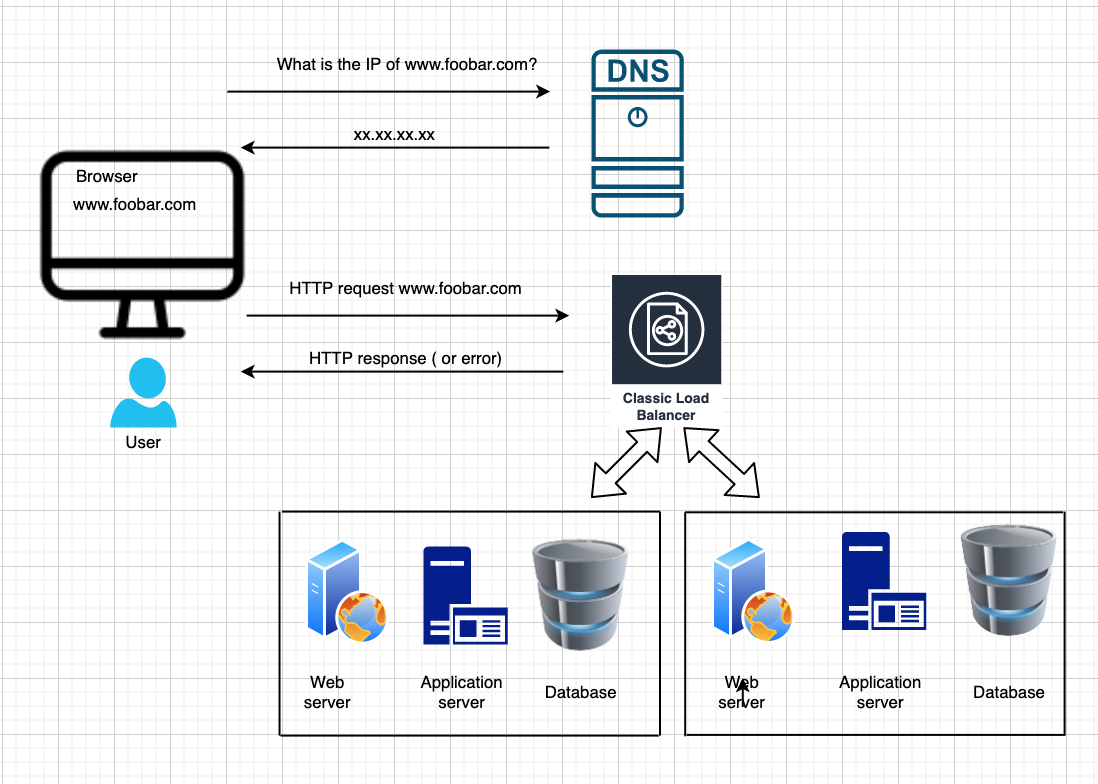 What is the IP of www.foobar.com?
DNS
xx.xx.xx.xx
Browser
www.foobar.com
HTTP request www.foobar.com
HTTP response ( or error)
Classic Load
Balancer
User
Web
server
Application
server
Database
Web
server
Application
server
Database